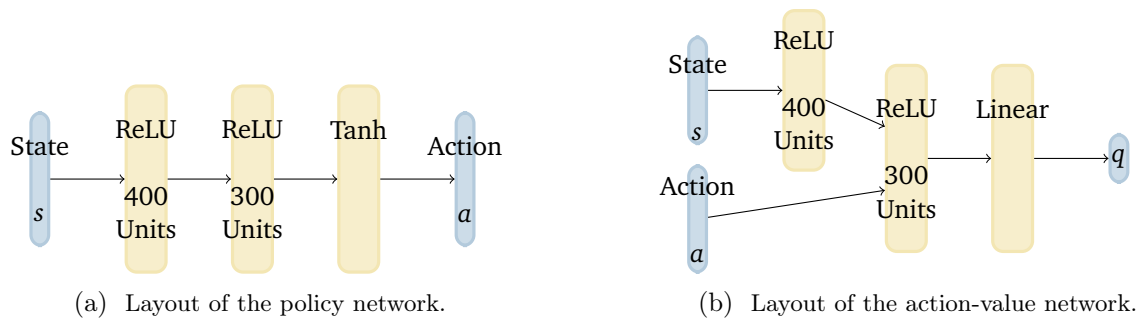 State
s
ReLU
400
Units
ReLU
300
Units
Tanh
Action
a
(a) Layout of the policy network.
State
s
Action
a
ReLU
400
Units
ReLU
300
Units
Linear
q
(b) Layout of the action-value network.